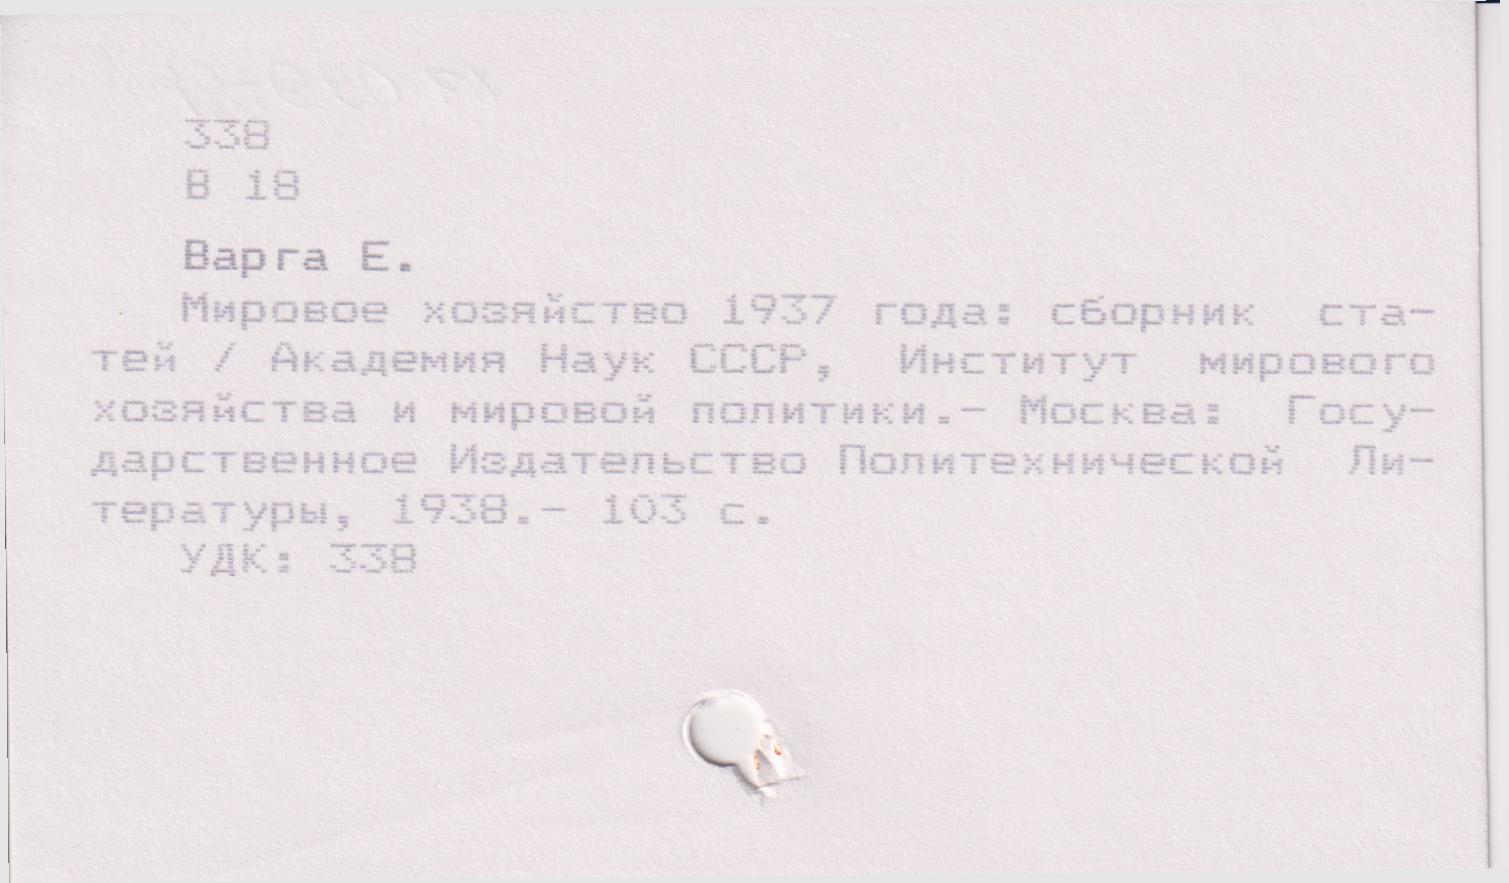 338
В 18
Варга Е.
Мировое хозяйство 1937 года: сборник ста-
тей / Академия Наук СССР, Институт мирового
хозяйства и мировой политики.- Москва: Госу-
дарственное Издательство Политехнической Ли-
тературы, 1938.- 103 с.
УДК: 338